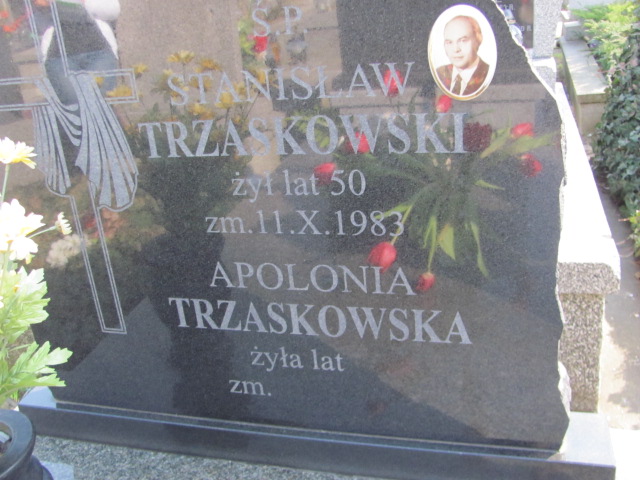 Ś.P.
STANISŁAW
TRZASKOWSKI
żył lat 50
zm.11.X.1983
APOLONIA
TRZASKOWSKA
żyła lat
zm.